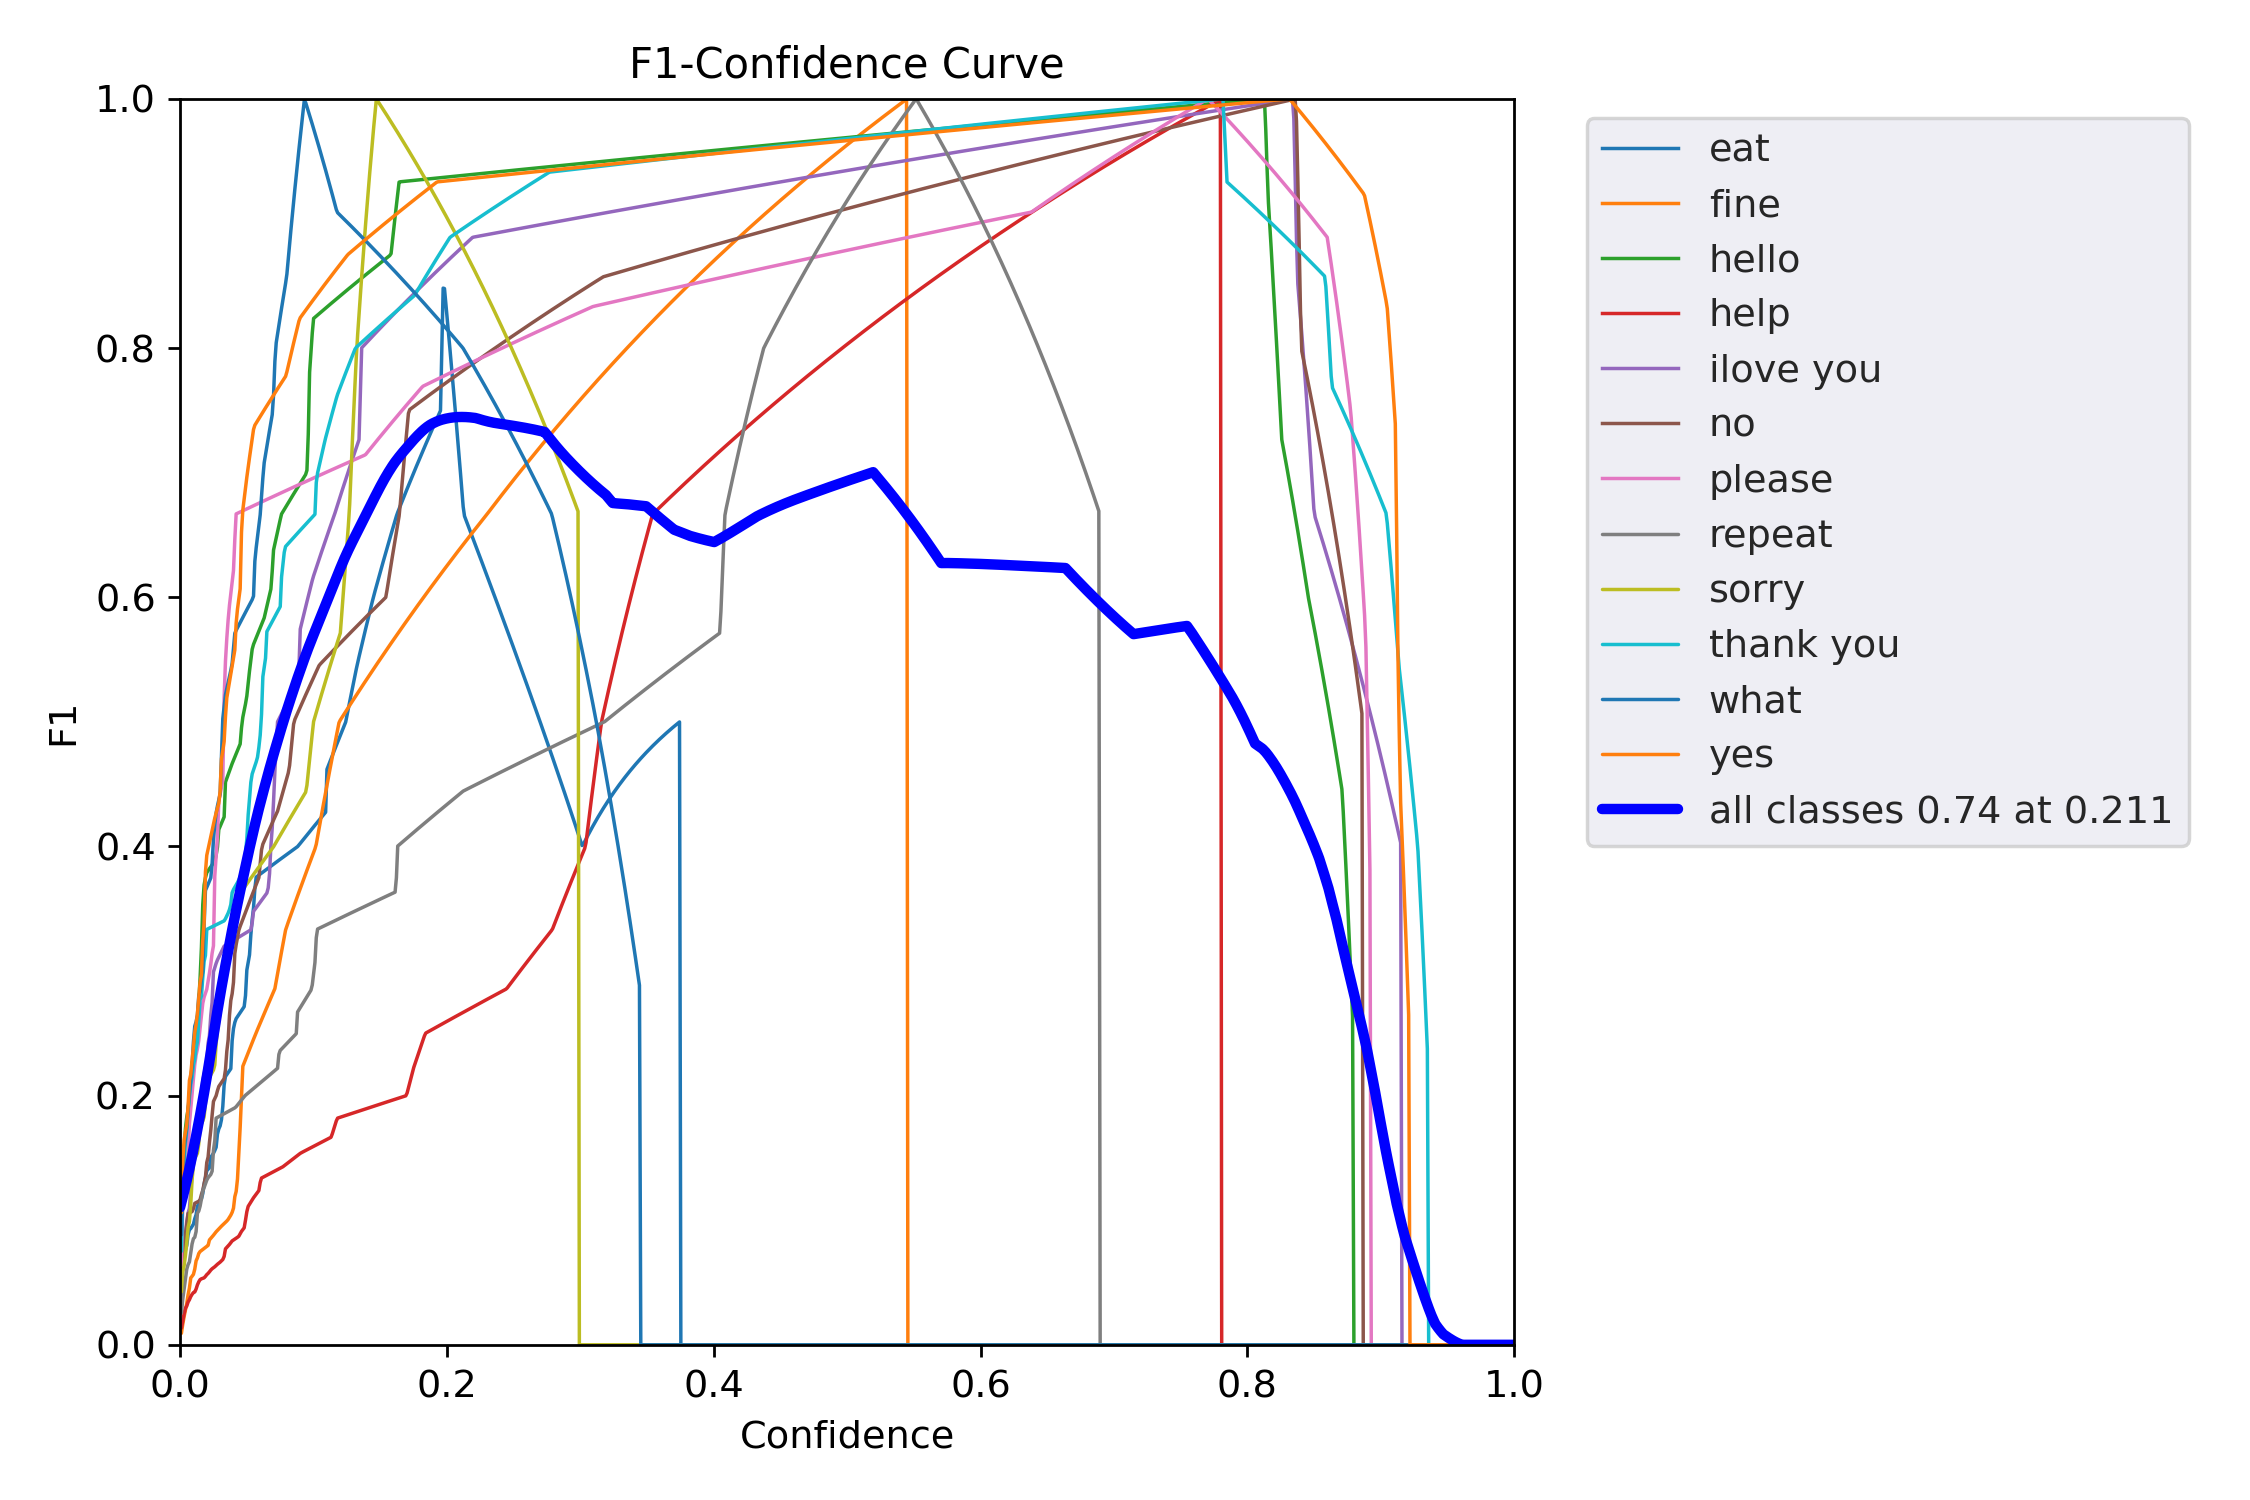 F1-Confidence Curve
1.0
0.8
0.6
0.4
0.2
0.0
F1
0.0 0.2 0.4 0.6 0.8 1.0
Confidence
eat
fine
hello
help
ilove you
no
please
repeat
sorry
thank you
what
yes
all classes 0.74 at 0.211